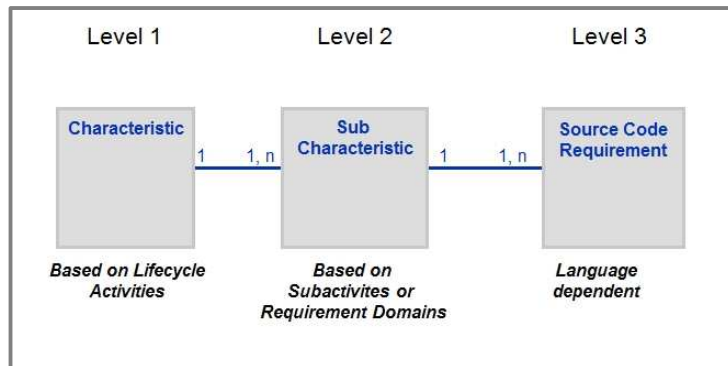 Level 1
Level 2
Level 3
Characteristic
Sub
Characteristic
Source Code
Requirement
1
1, n
1
1, n
Based on Lifecycle
Activities
Based on
Subactivites or
Requirement Domains
Language
dependent